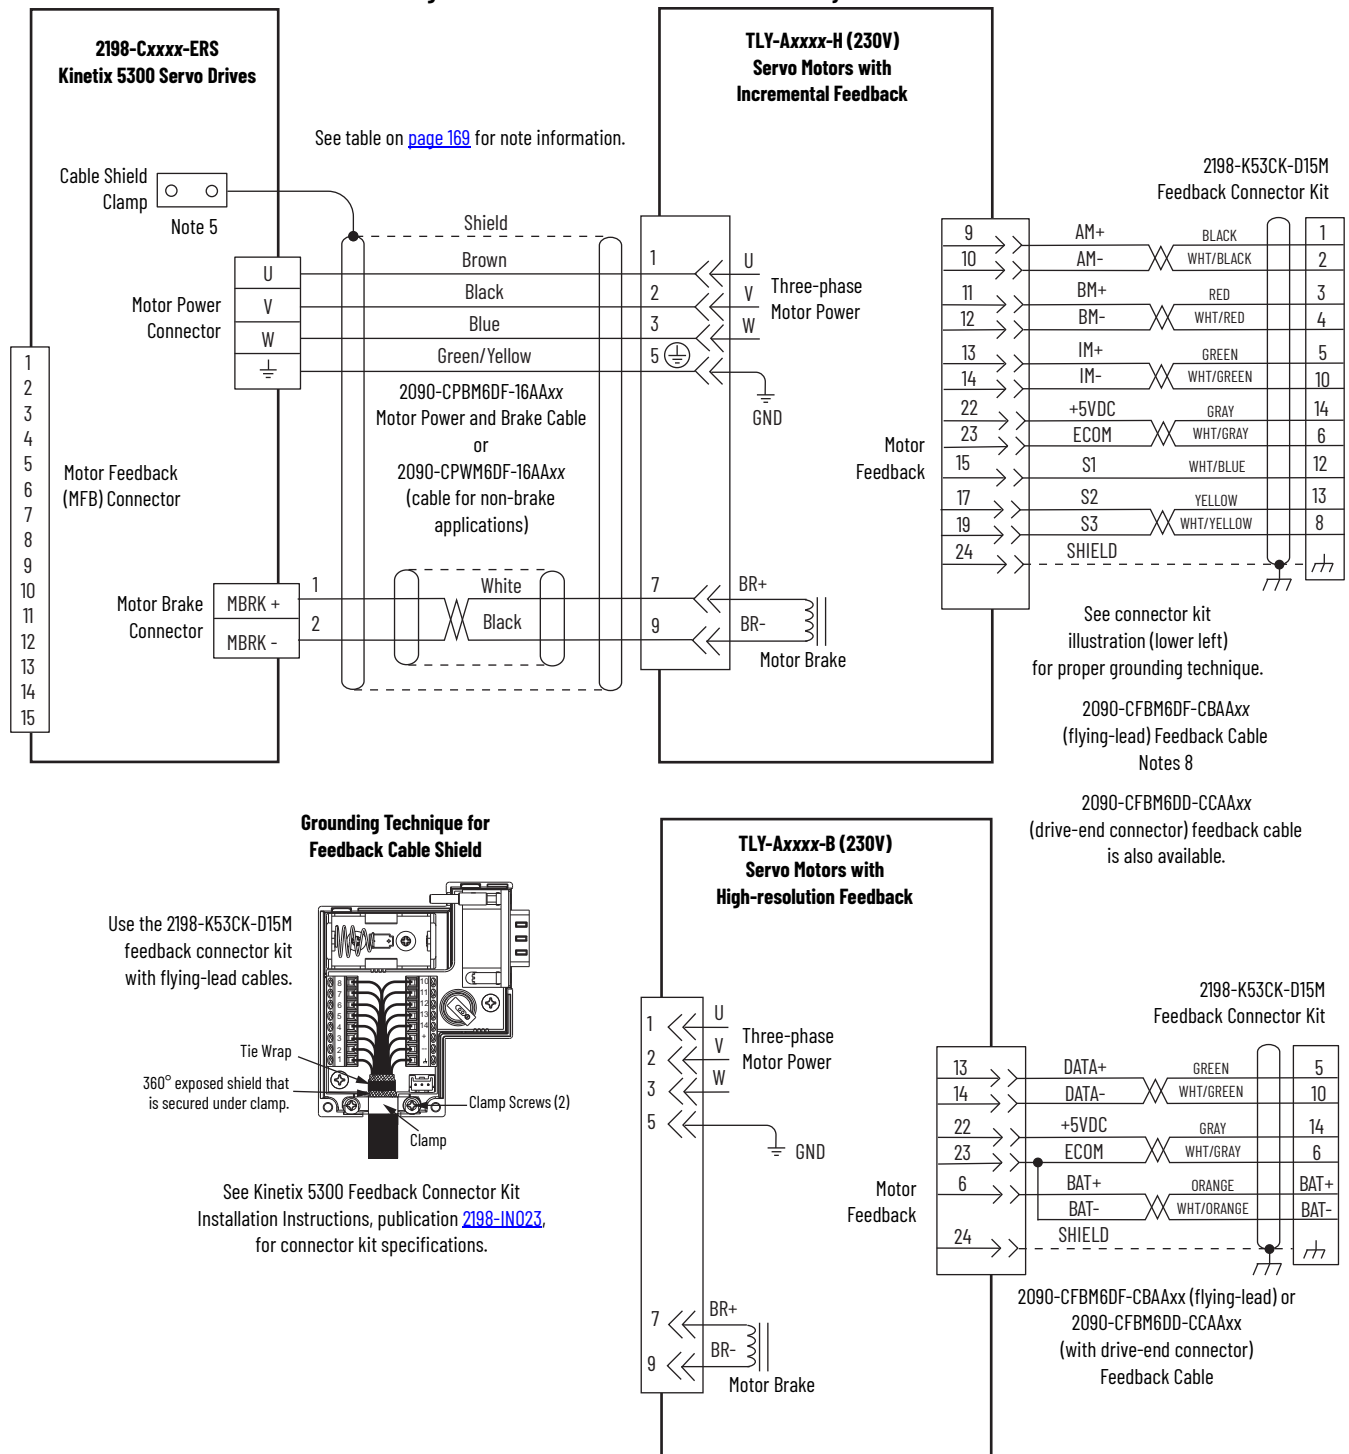 2198-Cxxxx-ERS
Kinetix 5300 Servo Drives
TLY-Axxxx-H (230V)
Servo Motors with
Incremental Feedback
See table on page 169 for note information.
Cable Shield
Clamp
Note 5
2198-K53CK-D15M
Feedback Connector Kit
Shield
U
Brown
1
U
V
Black
2
V
W
Blue
3
W
Green/Yellow
5
GND
Motor Power
Connector
Three-phase
Motor Power
2090-CPBM6DF-16AAxx
Motor Power and Brake Cable
or
2090-CPWM6DF-16AAxx
(cable for non-brake
applications)
1
2
3
4
5
6
7
8
9
10
11
12
13
14
15
Motor Feedback
(MFB) Connector
Motor Brake
Connector
MBRK +
1
White
7
BR+
MBRK -
2
Black
9
BR-
Motor Brake
Motor
Feedback
9
AM+
BLACK
1
10
AM-
WHT/BLACK
2
11
BM+
RED
3
12
BM-
WHT/RED
4
13
IM+
GREEN
5
14
IM-
WHT/GREEN
10
22
+5VDC
GRAY
14
23
ECOM
WHT/GRAY
6
15
S1
WHT/BLUE
12
17
S2
YELLOW
13
19
S3
WHT/YELLOW
8
24
SHIELD
See connector kit
illustration (lower left)
for proper grounding technique.
2090-CFBM6DF-CBAAxx
(flying-lead) Feedback Cable
Notes 8
2090-CFBM6DD-CCAAxx
(drive-end connector) feedback cable
is also available.
Grounding Technique for
Feedback Cable Shield
Use the 2198-K53CK-D15M
feedback connector kit
with flying-lead cables.
8
7
6
5
4
3
2
1
10
11
12
13
14
+
–
Tie Wrap
360° exposed shield that
is secured under clamp.
Clamp Screws (2)
Clamp
See Kinetix 5300 Feedback Connector Kit
Installation Instructions, publication 2198-IN023,
for connector kit specifications.
TLY-Axxxx-B (230V)
Servo Motors with
High-resolution Feedback
1
U
2
V
3
W
5
GND
Three-phase
Motor Power
7
BR+
9
BR-
Motor Brake
2198-K53CK-D15M
Feedback Connector Kit
Motor
Feedback
13
DATA+
GREEN
5
14
DATA-
WHT/GREEN
10
22
+5VDC
GRAY
14
23
ECOM
WHT/GRAY
6
6
BAT+
ORANGE
BAT+
BAT-
WHT/ORANGE
BAT-
24
SHIELD
2090-CFBM6DF-CBAAxx (flying-lead) or
2090-CFBM6DD-CCAAxx
(with drive-end connector)
Feedback Cable